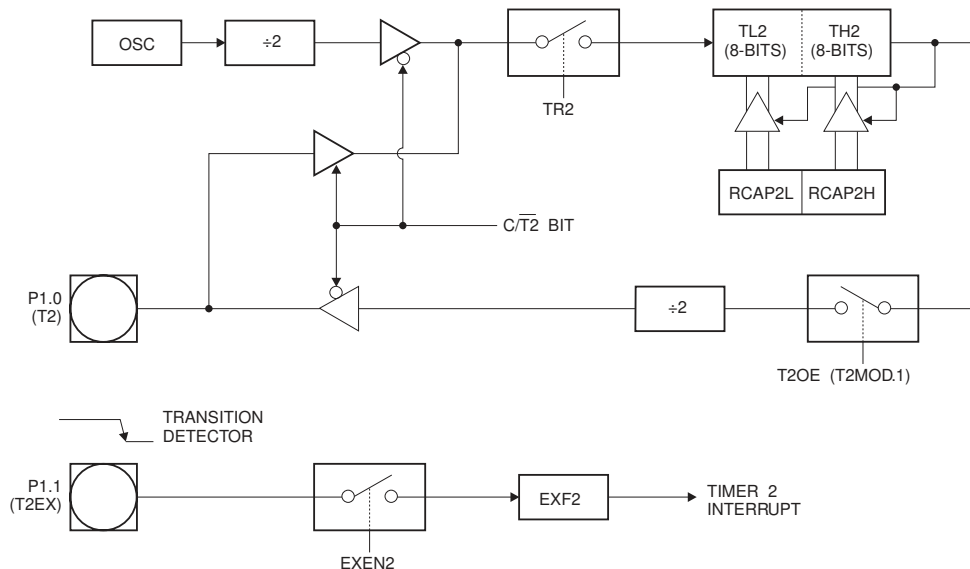 OSC
÷2
TR2
TL2
(8-BITS)
TH2
(8-BITS)
RCAP2L
RCAP2H
C/T̅2̅ BIT
P1.0
(T2)
÷2
T2OE (T2MOD.1)
TRANSITION
DETECTOR
P1.1
(T2EX)
EXEN2
EXF2
TIMER 2
INTERRUPT